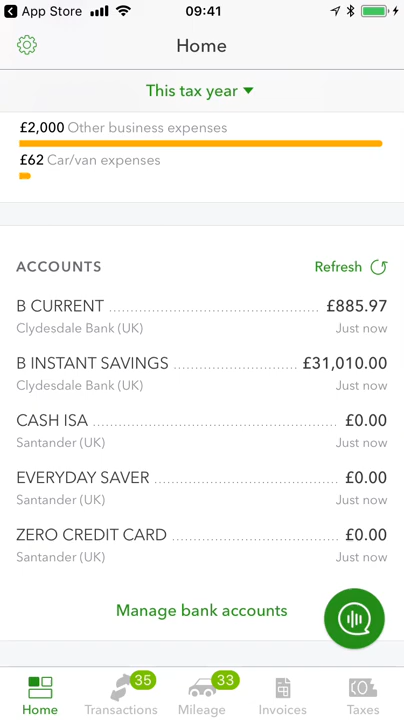 App Store 09:41
Home
This tax year
£2,000 Other business expenses
£62 Car/van expenses
ACCOUNTS Refresh
B CURRENT £885.97
Clydesdale Bank (UK) Just now
B INSTANT SAVINGS £31,010.00
Clydesdale Bank (UK) Just now
CASH ISA £0.00
Santander (UK) Just now
EVERYDAY SAVER £0.00
Santander (UK) Just now
ZERO CREDIT CARD £0.00
Santander (UK) Just now
Manage bank accounts
35 33
Home Transactions Mileage Invoices Taxes